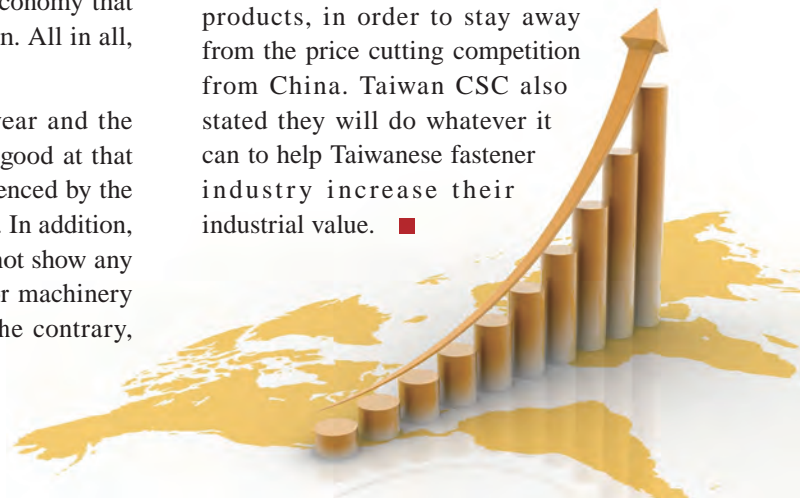 conomy that
n. All in all,
ear and the
good at that
enced by the
. In addition,
not show any
r machinery
he contrary,
products, in order to stay away
from the price cutting competition
from China. Taiwan CSC also
stated they will do whatever it
can to help Taiwanese fastener
industry increase their
industrial value.